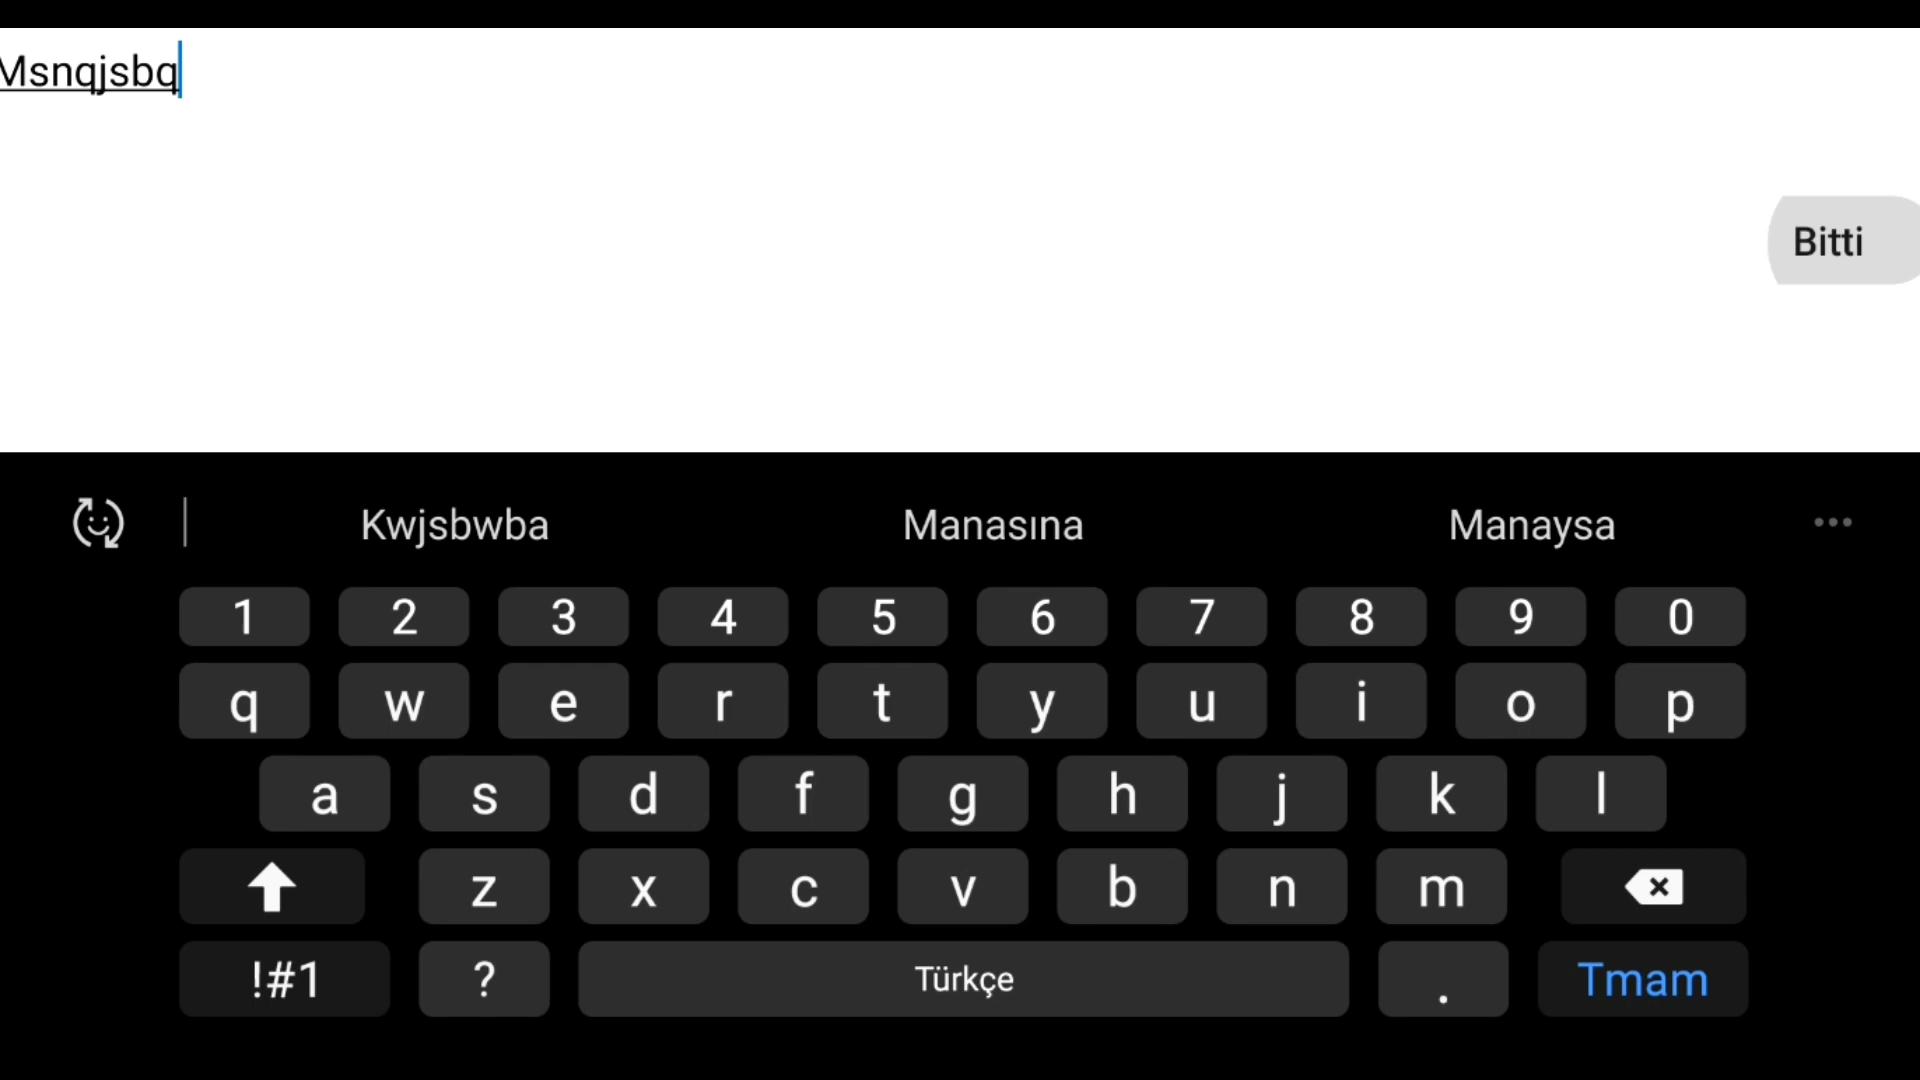 Msnqjsbq
Bitti
Kwjsbwba Manasına Manaysa
1 2 3 4 5 6 7 8 9 0
q w e r t y u i o p
a s d f g h j k l
z x c v b n m
!#1 ? Türkçe . Tmam